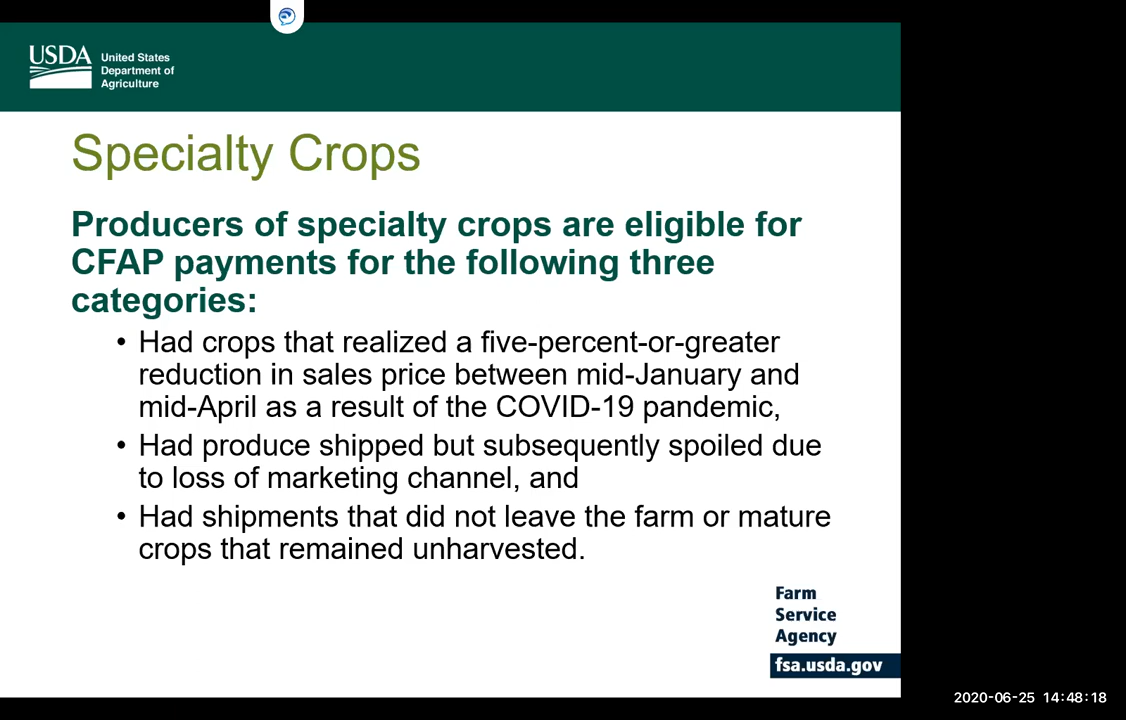 USDA
United States
Department of
Agriculture
Specialty Crops
Producers of specialty crops are eligible for
CFAP payments for the following three
categories:
• Had crops that realized a five-percent-or-greater
reduction in sales price between mid-January and
mid-April as a result of the COVID-19 pandemic,
• Had produce shipped but subsequently spoiled due
to loss of marketing channel, and
• Had shipments that did not leave the farm or mature
crops that remained unharvested.
Farm
Service
Agency
fsa.usda.gov
2020-06-25 14:48:18